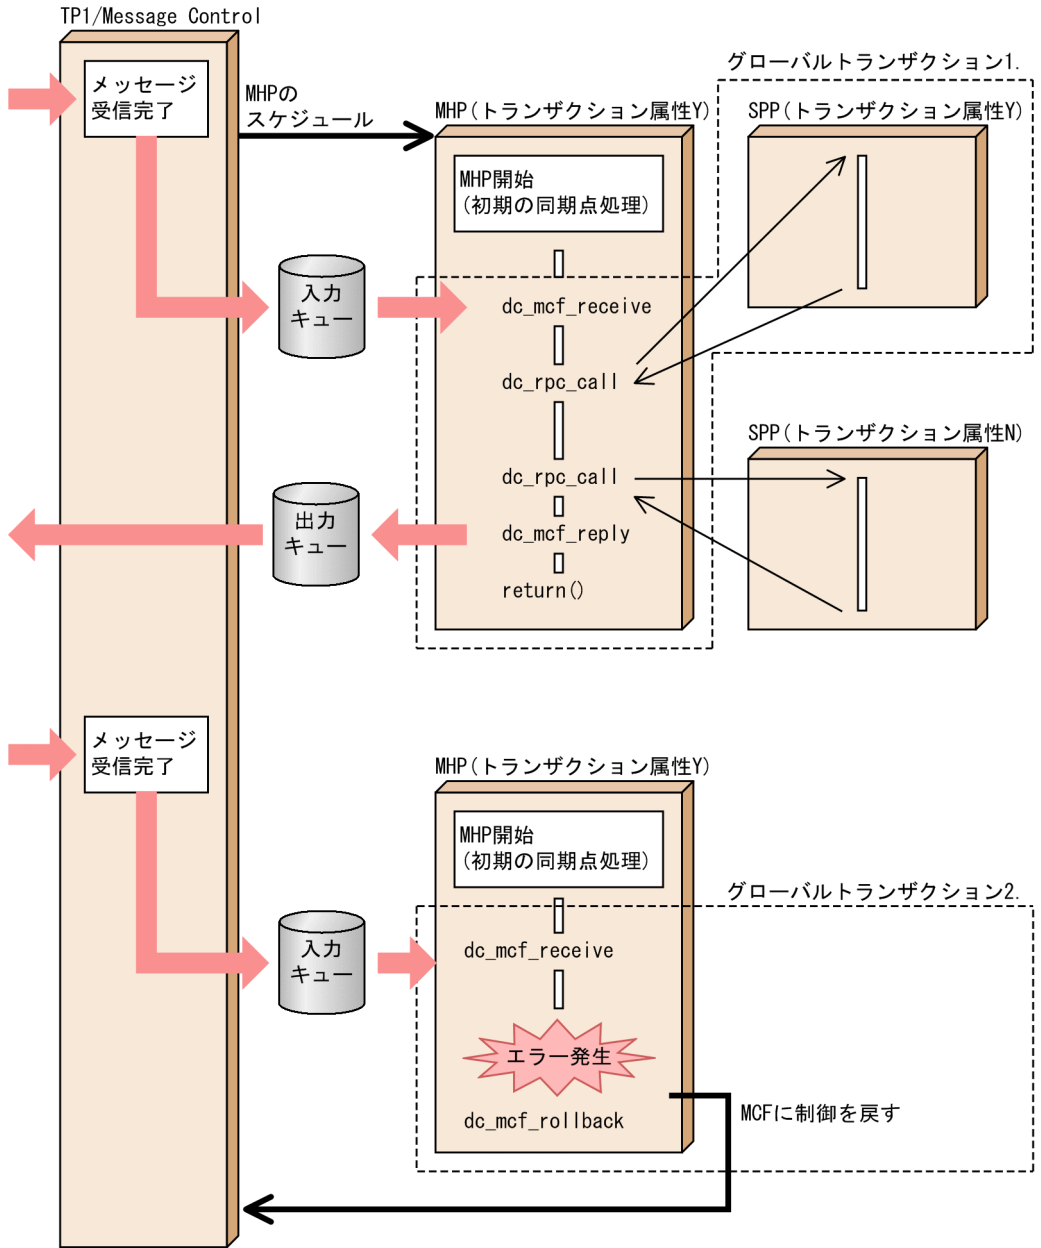 TP1/Message Control
メッセージ
受信完了
MHPの
スケジュール
グローバルトランザクション1.
MHP(トランザクション属性Y)
SPP(トランザクション属性Y)
MHP開始
(初期の同期点処理)
入力
キュー
dc_mcf_receive
dc_rpc_call
SPP(トランザクション属性N)
dc_rpc_call
出力
キュー
dc_mcf_reply
return()
メッセージ
受信完了
MHP(トランザクション属性Y)
MHP開始
(初期の同期点処理)
グローバルトランザクション2.
入力
キュー
dc_mcf_receive
エラー発生
dc_mcf_rollback
MCFに制御を戻す